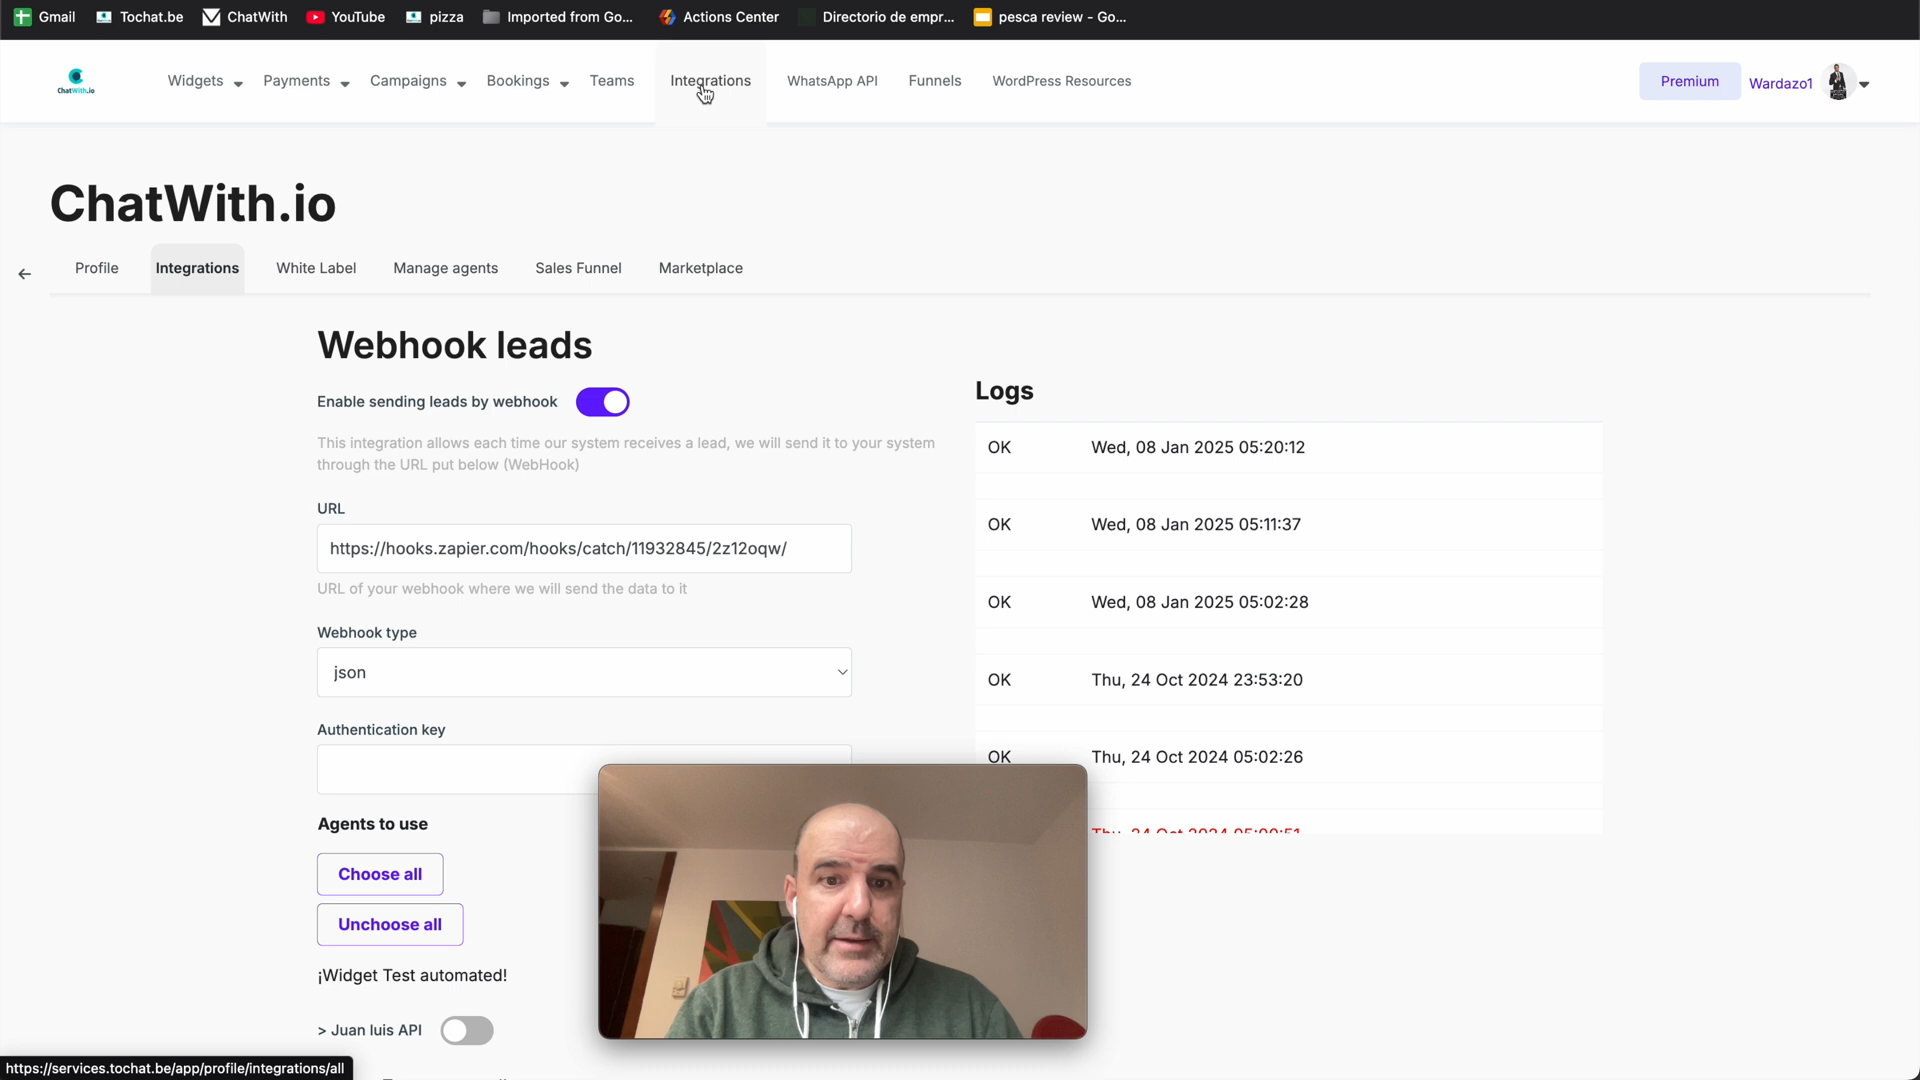 Gmail Tochat.be ChatWith YouTube pizza Imported from Go... Actions Center Directorio de empr... pesca review - Go...
ChatWith.io
Widgets Payments Campaigns Bookings Teams Integrations WhatsApp API Funnels WordPress Resources Premium Wardazo1
ChatWith.io
Profile Integrations White Label Manage agents Sales Funnel Marketplace
Webhook leads
Enable sending leads by webhook
This integration allows each time our system receives a lead, we will send it to your system
through the URL put below (WebHook)
URL
https://hooks.zapier.com/hooks/catch/11932845/2z12oqw/
URL of your webhook where we will send the data to it
Webhook type
json
Authentication key
Agents to use
Choose all
Unchoose all
¡Widget Test automated!
> Juan luis API
Logs
OK Wed, 08 Jan 2025 05:20:12
OK Wed, 08 Jan 2025 05:11:37
OK Wed, 08 Jan 2025 05:02:28
OK Thu, 24 Oct 2024 23:53:20
OK Thu, 24 Oct 2024 05:02:26
Thu, 24 Oct 2024 05:00:51
https://services.tochat.be/app/profile/integrations/all